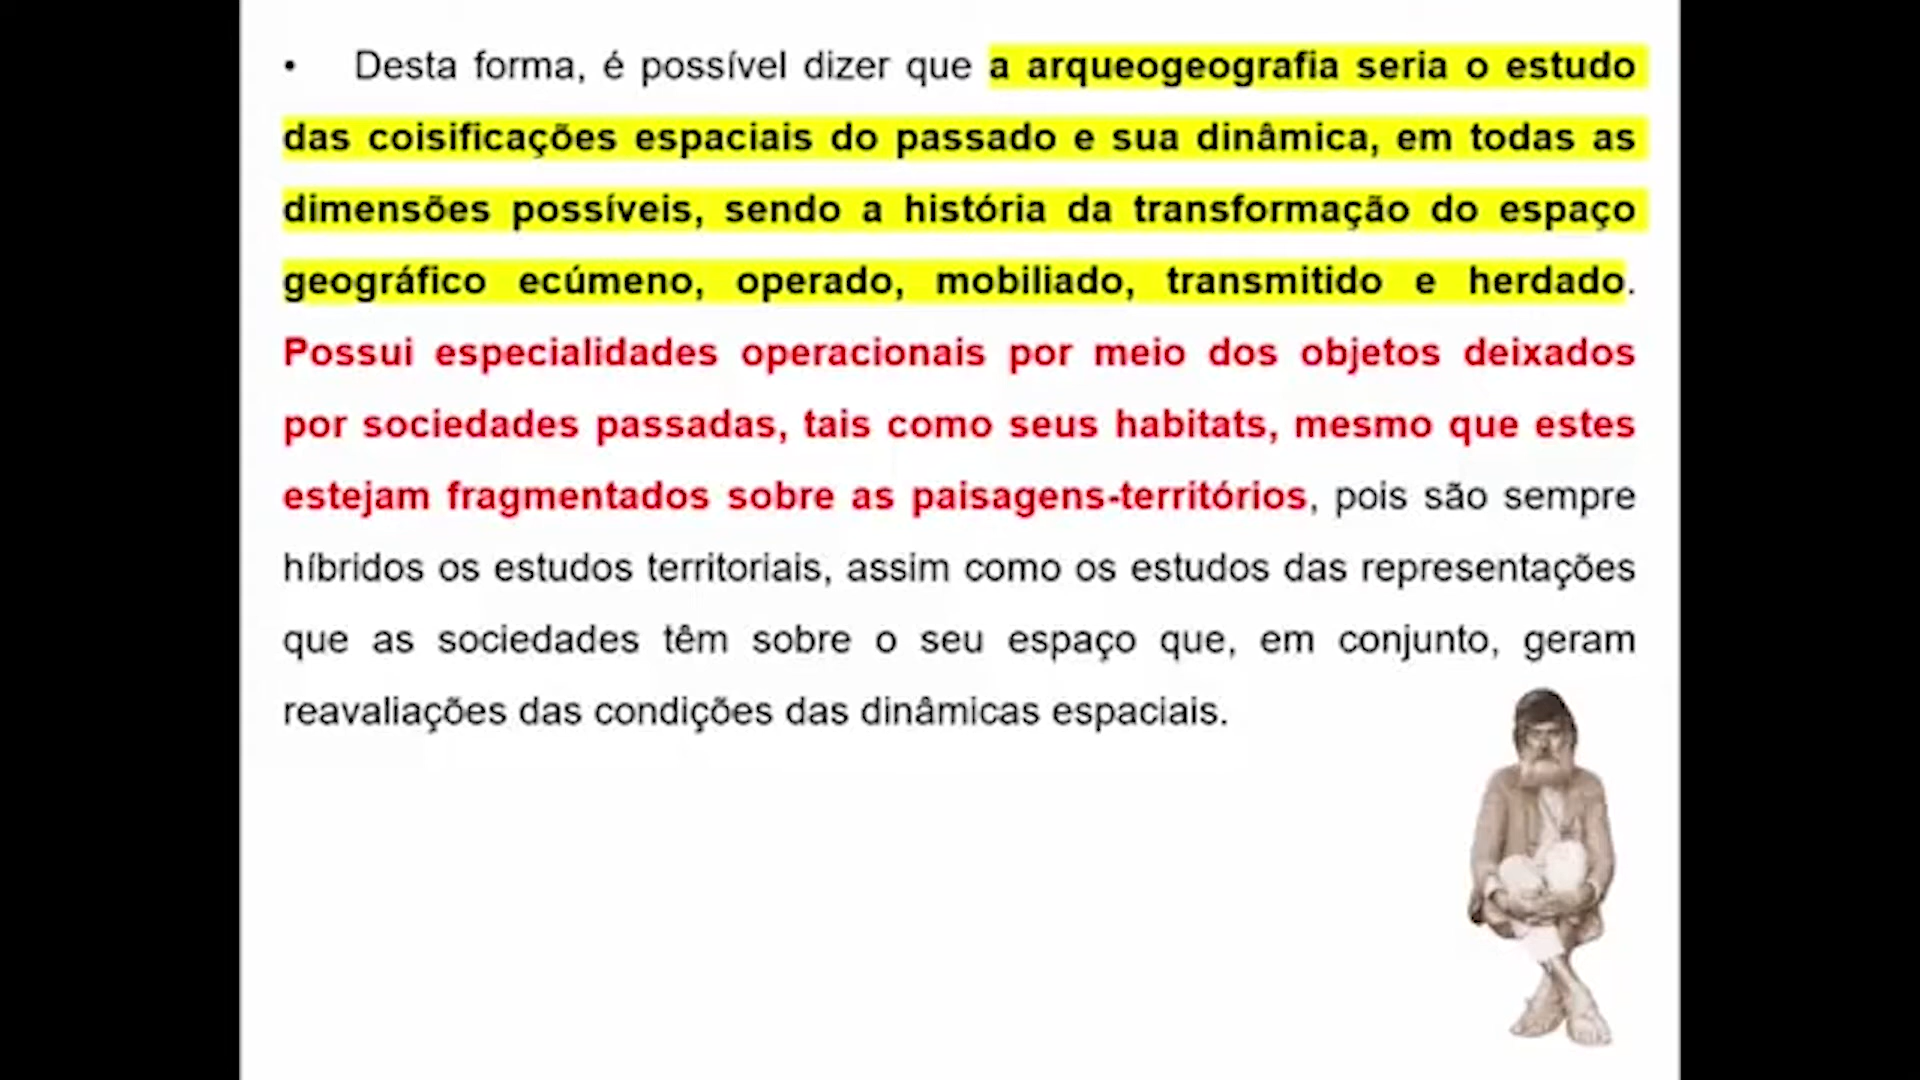 • Desta forma, é possível dizer que a arqueogeografia seria o estudo
das coisificações espaciais do passado e sua dinâmica, em todas as
dimensões possíveis, sendo a história da transformação do espaço
geográfico ecúmeno, operado, mobiliado, transmitido e herdado.
Possui especialidades operacionais por meio dos objetos deixados
por sociedades passadas, tais como seus habitats, mesmo que estes
estejam fragmentados sobre as paisagens-territórios, pois são sempre
híbridos os estudos territoriais, assim como os estudos das representações
que as sociedades têm sobre o seu espaço que, em conjunto, geram
reavaliações das condições das dinâmicas espaciais.